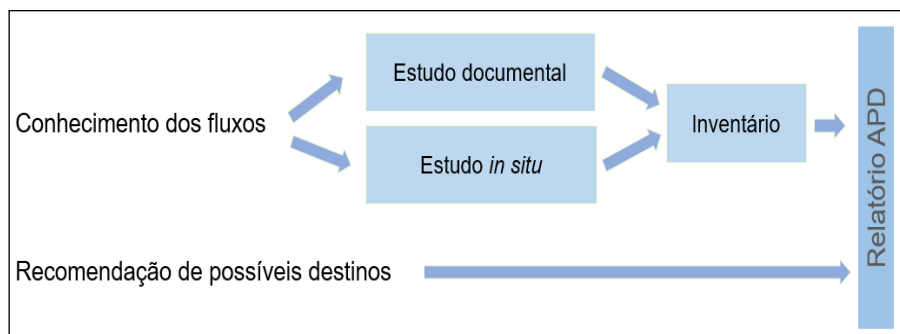 Estudo documental
Conhecimento dos fluxos
Inventário
Estudo in situ
Recomendação de possíveis destinos
Relatório APD